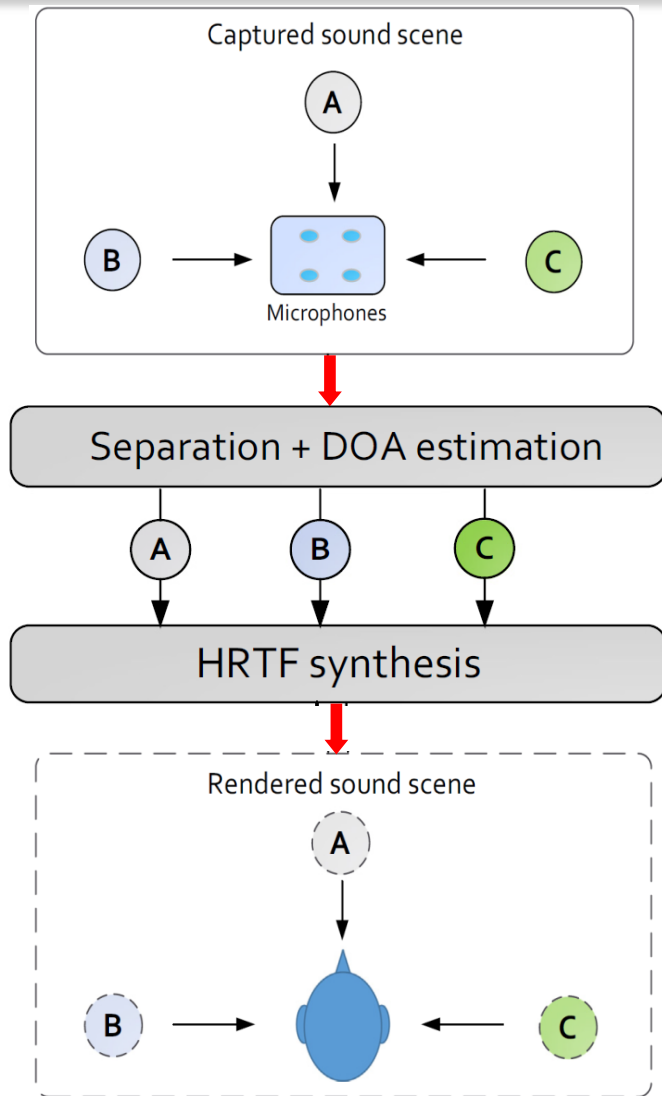 Captured sound scene
A
B
C
Microphones
Separation + DOA estimation
A
B
C
HRTF synthesis
Rendered sound scene
A
B
C